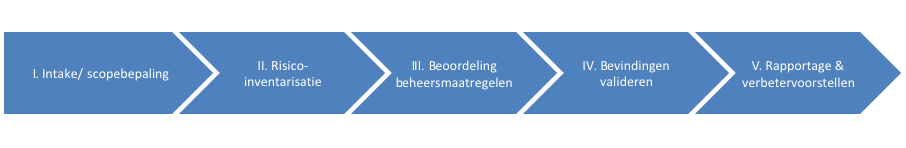 I. Intake/ scopebepaling
II. Risico-
inventarisatie
III. Beoordeling
beheersmaatregelen
IV. Bevindingen
valideren
V. Rapportage &
verbetervoorstellen